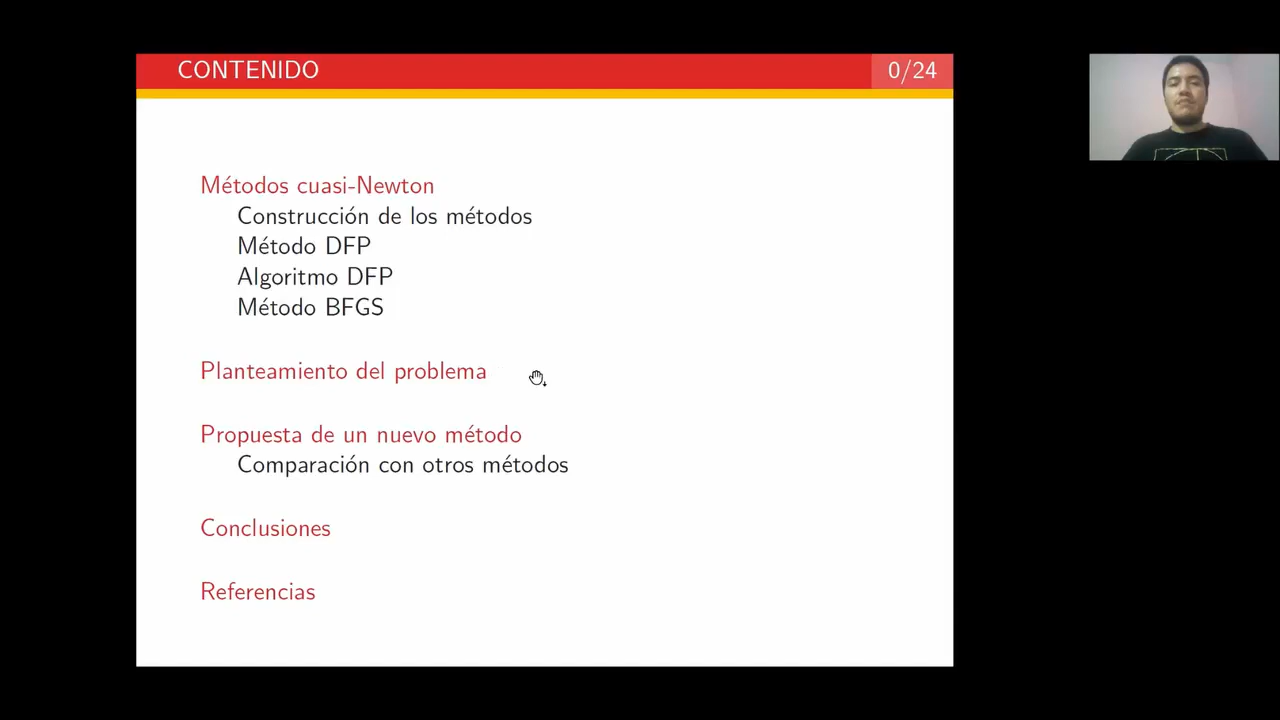 CONTENIDO
0/24
Métodos cuasi-Newton
Construcción de los métodos
Método DFP
Algoritmo DFP
Método BFGS
Planteamiento del problema
Propuesta de un nuevo método
Comparación con otros métodos
Conclusiones
Referencias